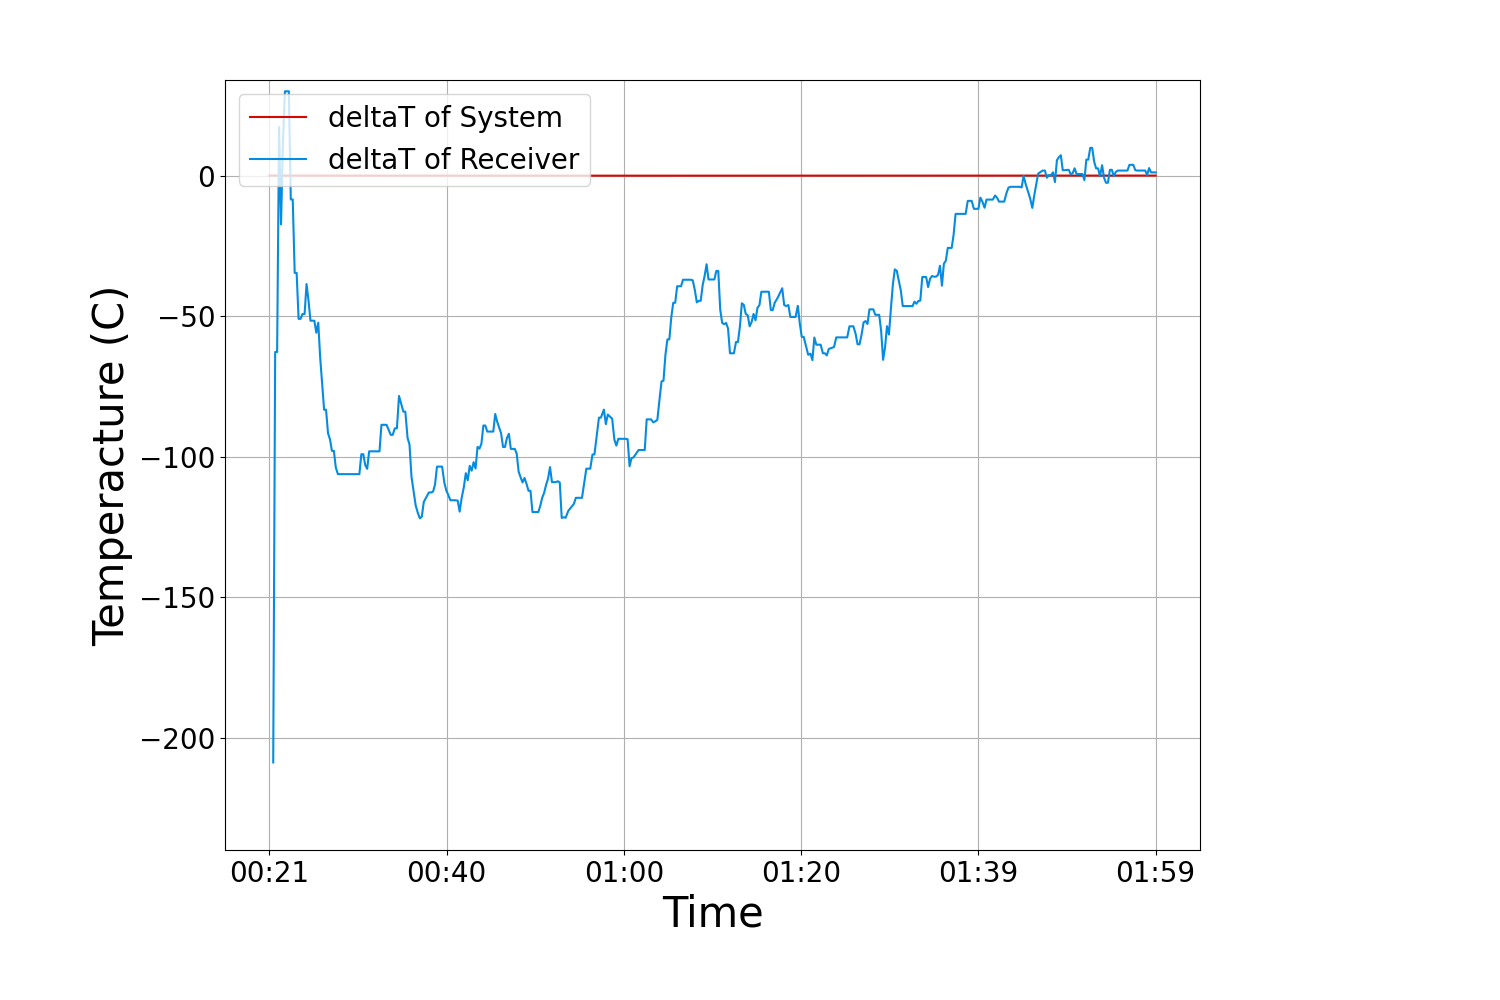 deltaT of System
deltaT of Receiver
0
−50
−100
−150
−200
Temperacture (C)
00:21 00:40 01:00 01:20 01:39 01:59
Time